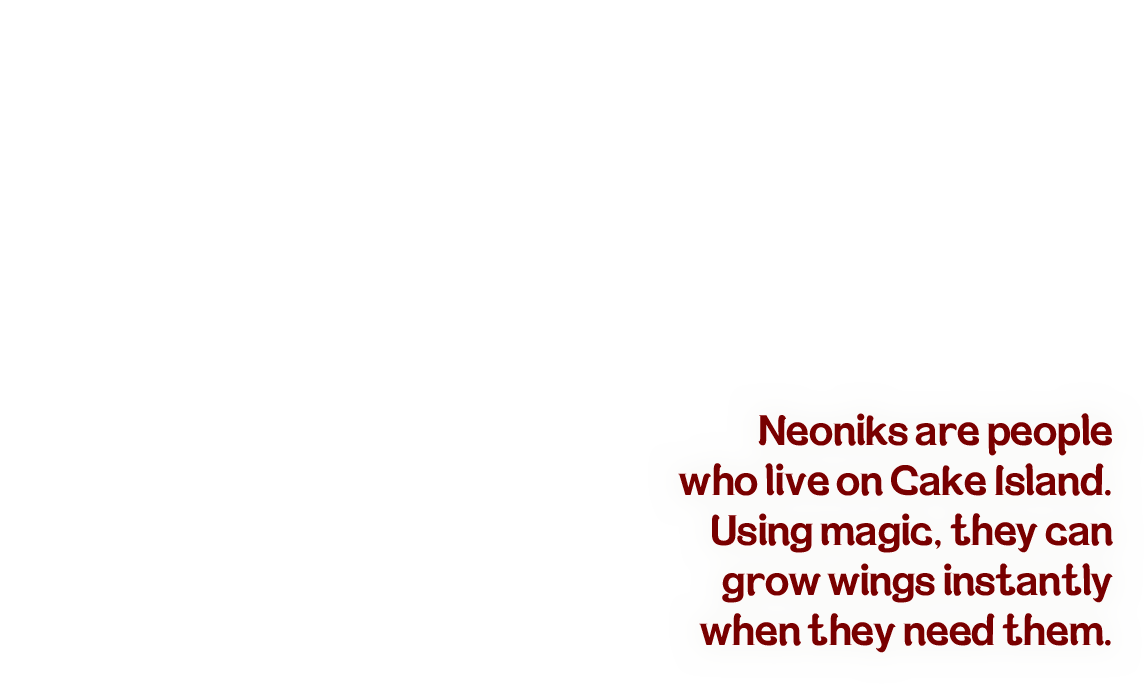 Neoniks are people
who live on Cake Island.
Using magic, they can
grow wings instantly
when they need them.